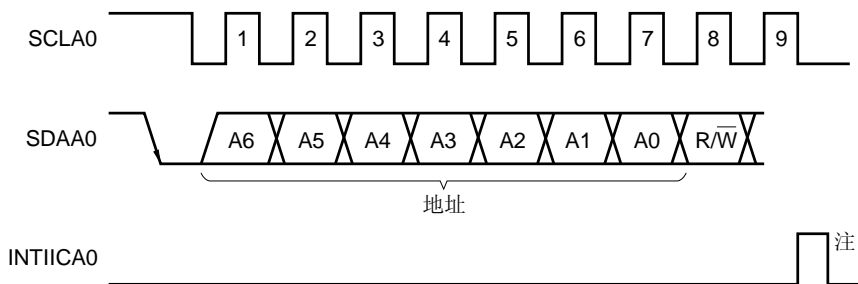 SCLA0 1 2 3 4 5 6 7 8 9
SDAA0 A6 A5 A4 A3 A2 A1 A0 R/W̅
地址
INTIICA0 注